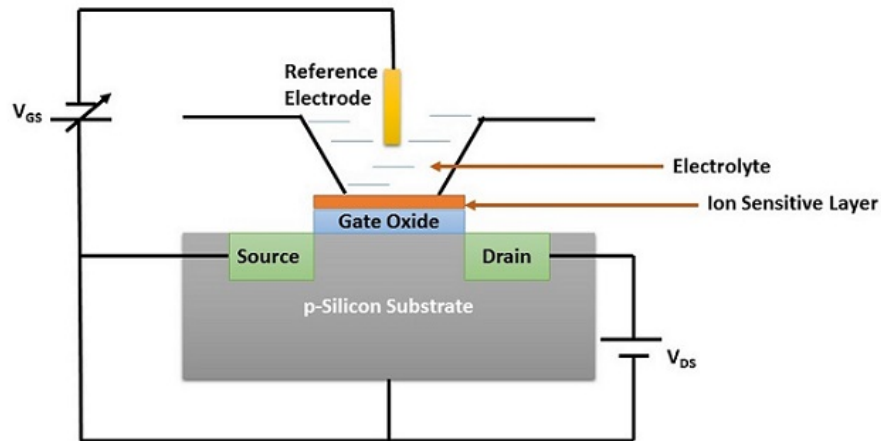 Reference
Electrode
V_GS
Electrolyte
Ion Sensitive Layer
Gate Oxide
Source
Drain
p-Silicon Substrate
V_DS